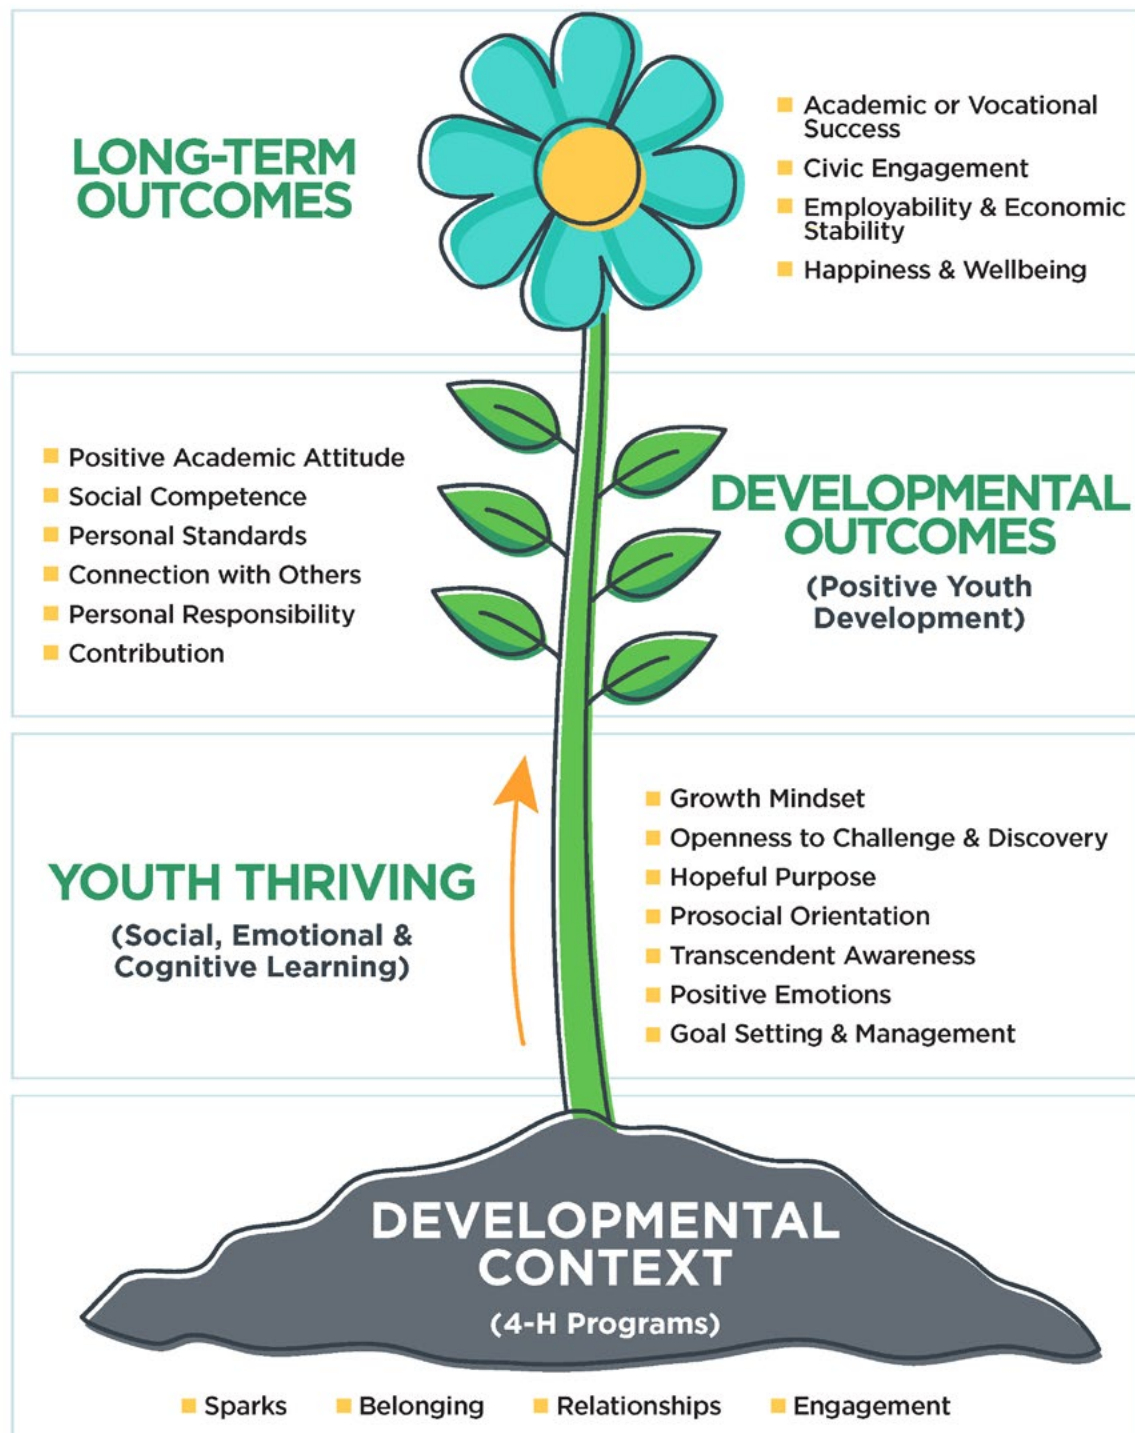 LONG-TERM
OUTCOMES
Academic or Vocational
Success
Civic Engagement
Employability & Economic
Stability
Happiness & Wellbeing
Positive Academic Attitude
Social Competence
Personal Standards
Connection with Others
Personal Responsibility
Contribution
DEVELOPMENTAL
OUTCOMES
(Positive Youth
Development)
YOUTH THRIVING
(Social, Emotional &
Cognitive Learning)
Growth Mindset
Openness to Challenge & Discovery
Hopeful Purpose
Prosocial Orientation
Transcendent Awareness
Positive Emotions
Goal Setting & Management
DEVELOPMENTAL
CONTEXT
(4-H Programs)
Sparks Belonging Relationships Engagement